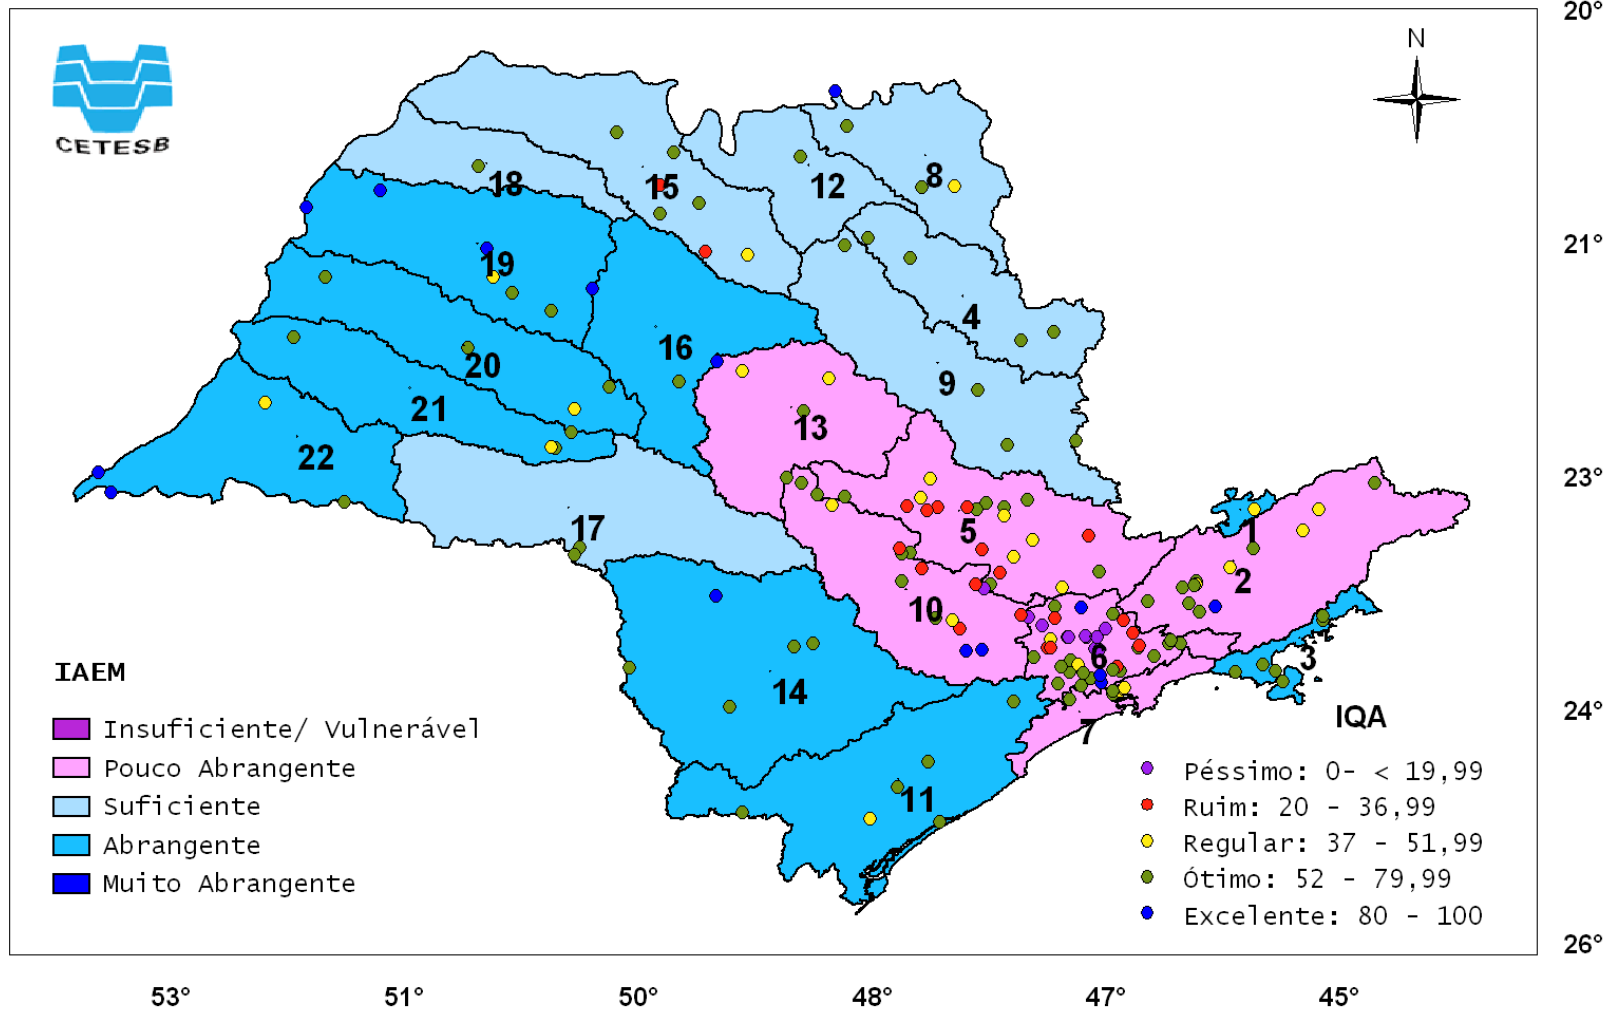 20°
N
CETESB
8
18
15
12
21°
19
4
16
20
9
21
13
22
23°
17
5
1
2
10
6
3
14
24°
7
11
IAEM
Insuficiente/ Vulnerável
Pouco Abrangente
Suficiente
Abrangente
Muito Abrangente
IQA
Péssimo: 0- < 19,99
Ruim: 20 - 36,99
Regular: 37 - 51,99
Ótimo: 52 - 79,99
Excelente: 80 - 100
26°
53° 51° 50° 48° 47° 45°